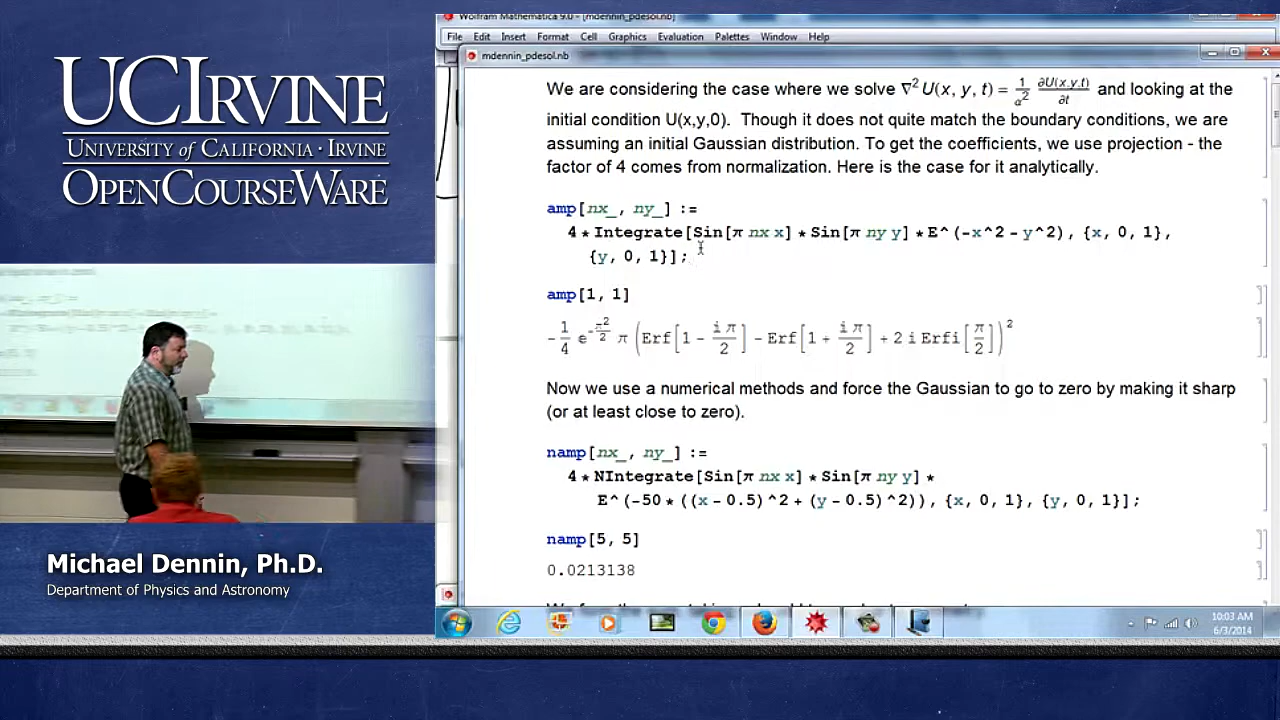 UCIRVINE
UNIVERSITY of CALIFORNIA · IRVINE
OPENCOURSEWARE
Michael Dennin, Ph.D.
Department of Physics and Astronomy
Wolfram Mathematica 9.0 - [mdennin_pdesol.nb]
File Edit Insert Format Cell Graphics Evaluation Palettes Window Help
mdennin_pdesol.nb
We are considering the case where we solve ∇² U(x, y, t) = 1/α² ∂U(x,y,t)/∂t and looking at the
initial condition U(x,y,0). Though it does not quite match the boundary conditions, we are
assuming an initial Gaussian distribution. To get the coefficients, we use projection - the
factor of 4 comes from normalization. Here is the case for it analytically.
amp[nx_, ny_] :=
4 * Integrate[Sin[π nx x] * Sin[π ny y] * E^(-x^2 - y^2), {x, 0, 1},
{y, 0, 1}];
amp[1, 1]
-1/4 e^(-π²/2) π (Erf[1 - iπ/2] - Erf[1 + iπ/2] + 2 i Erfi[π/2])²
Now we use a numerical methods and force the Gaussian to go to zero by making it sharp
(or at least close to zero).
namp[nx_, ny_] :=
4 * NIntegrate[Sin[π nx x] * Sin[π ny y] *
E^(-50 * ((x - 0.5)^2 + (y - 0.5)^2)), {x, 0, 1}, {y, 0, 1}];
namp[5, 5]
0.0213138
10:03 AM
6/3/2014